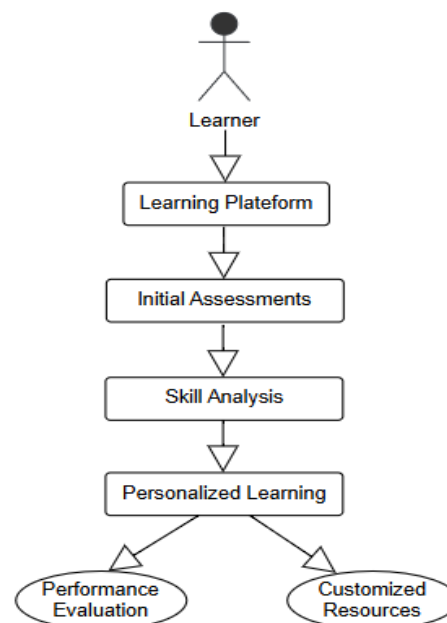 Learner
Learning Plateform
Initial Assessments
Skill Analysis
Personalized Learning
Performance
Evaluation
Customized
Resources